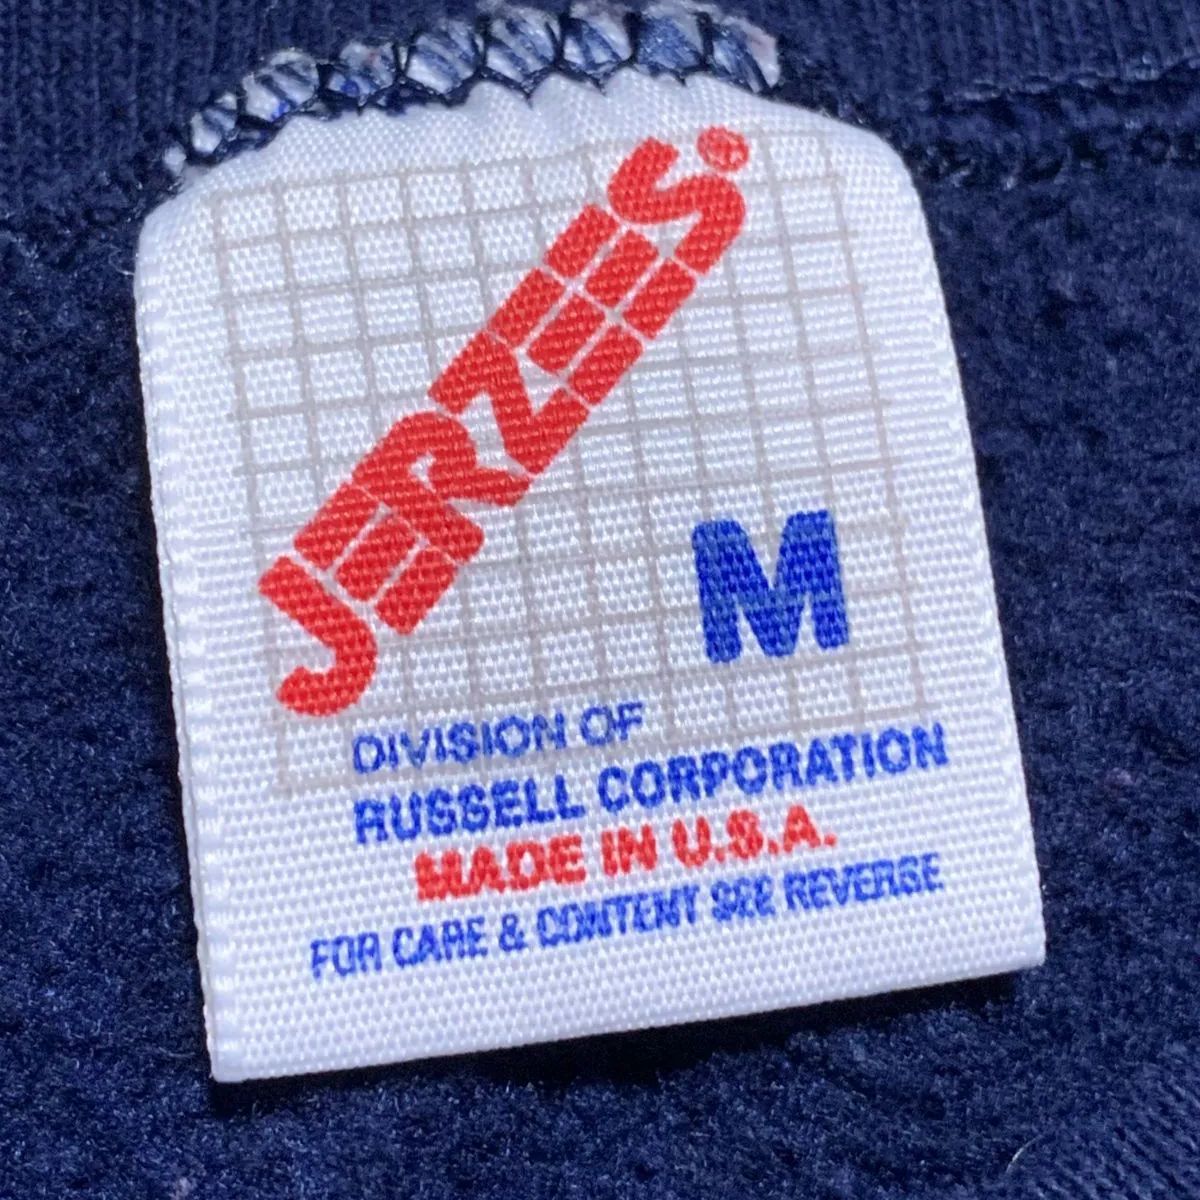 JERZEES
M
DIVISION OF
RUSSELL CORPORATION
MADE IN U.S.A.
FOR CARE & CONTENT SEE REVERSE